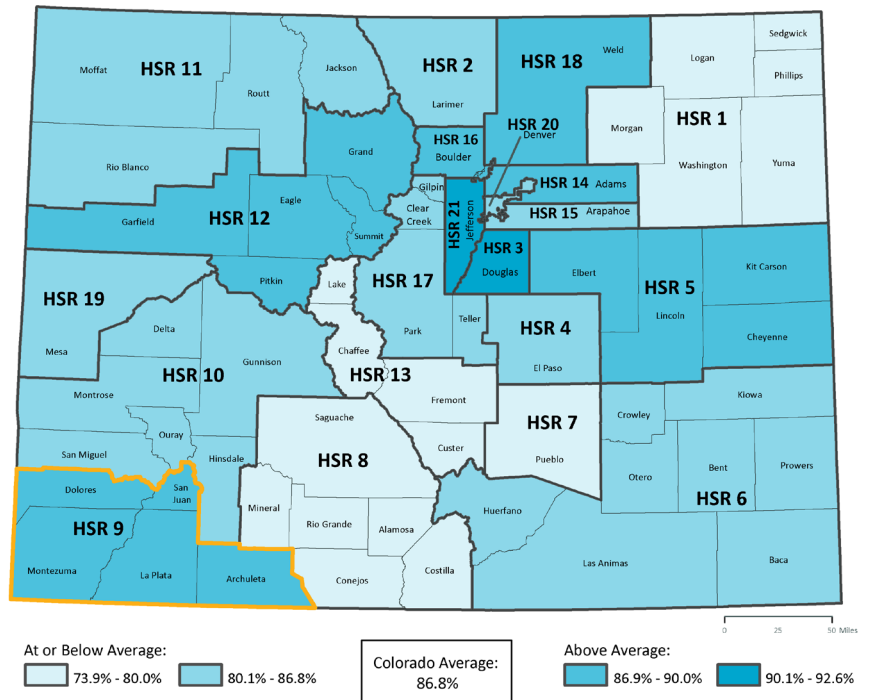 Sedgwick
Weld
HSR 18
Logan
HSR 2
Jackson
HSR 11
Moffat
Phillips
Routt
Larimer
HSR 1
HSR 20
Denver
Morgan
HSR 16
Boulder
Grand
Rio Blanco
Washington
Yuma
Gilpin
HSR 14
Adams
Eagle
HSR 12
Garfield
Clear
Creek
HSR 21
Jefferson
HSR 15
Arapahoe
Summit
HSR 3
Douglas
Elbert
Kit Carson
HSR 17
Pitkin
Lake
HSR 5
Lincoln
HSR 19
Mesa
Delta
Teller
HSR 4
Park
Cheyenne
Chaffee
Gunnison
HSR 10
HSR 13
El Paso
Montrose
Fremont
Kiowa
Saguache
HSR 7
Crowley
Ouray
Custer
Pueblo
San Miguel
Hinsdale
HSR 8
Otero
Bent
Prowers
Dolores
San
Juan
HSR 6
Mineral
Huerfano
HSR 9
Rio Grande
Alamosa
Montezuma
La Plata
Archuleta
Conejos
Costilla
Las Animas
Baca
0 25 50 Miles
At or Below Average:
73.9% - 80.0%
80.1% - 86.8%
Colorado Average:
86.8%
Above Average:
86.9% - 90.0%
90.1% - 92.6%